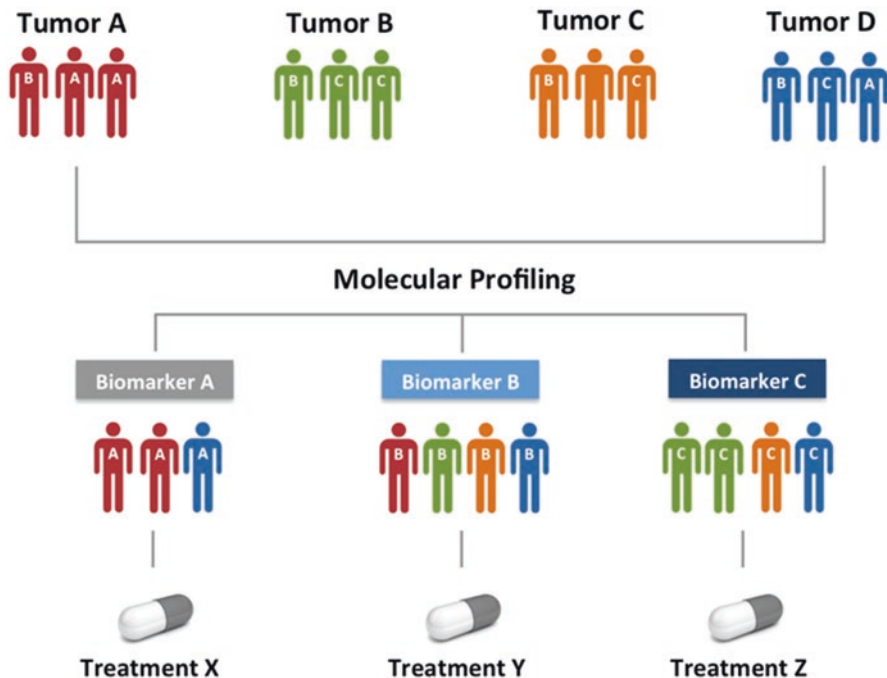 Tumor A Tumor B Tumor C Tumor D
B A A B C C B C B C A
Molecular Profiling
Biomarker A Biomarker B Biomarker C
A A A B B B B C C C C
Treatment X Treatment Y Treatment Z